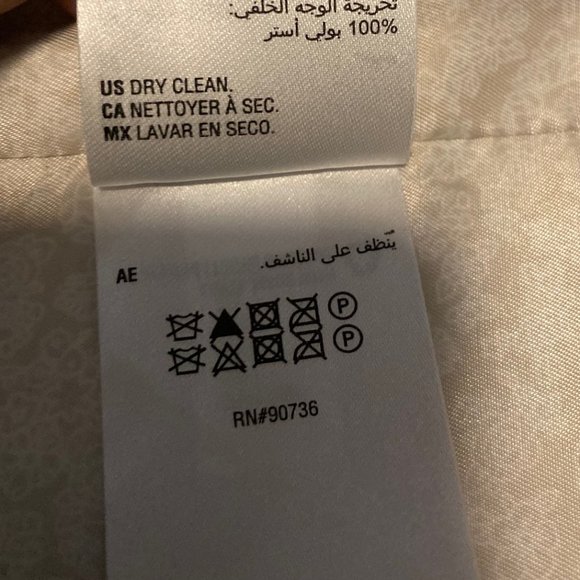 تخريجة الوجه الخلفي:
100% بولي أستر
US DRY CLEAN.
CA NETTOYER À SEC.
MX LAVAR EN SECO.
AE يُنَّظف على الناشف.
P
P
RN#90736